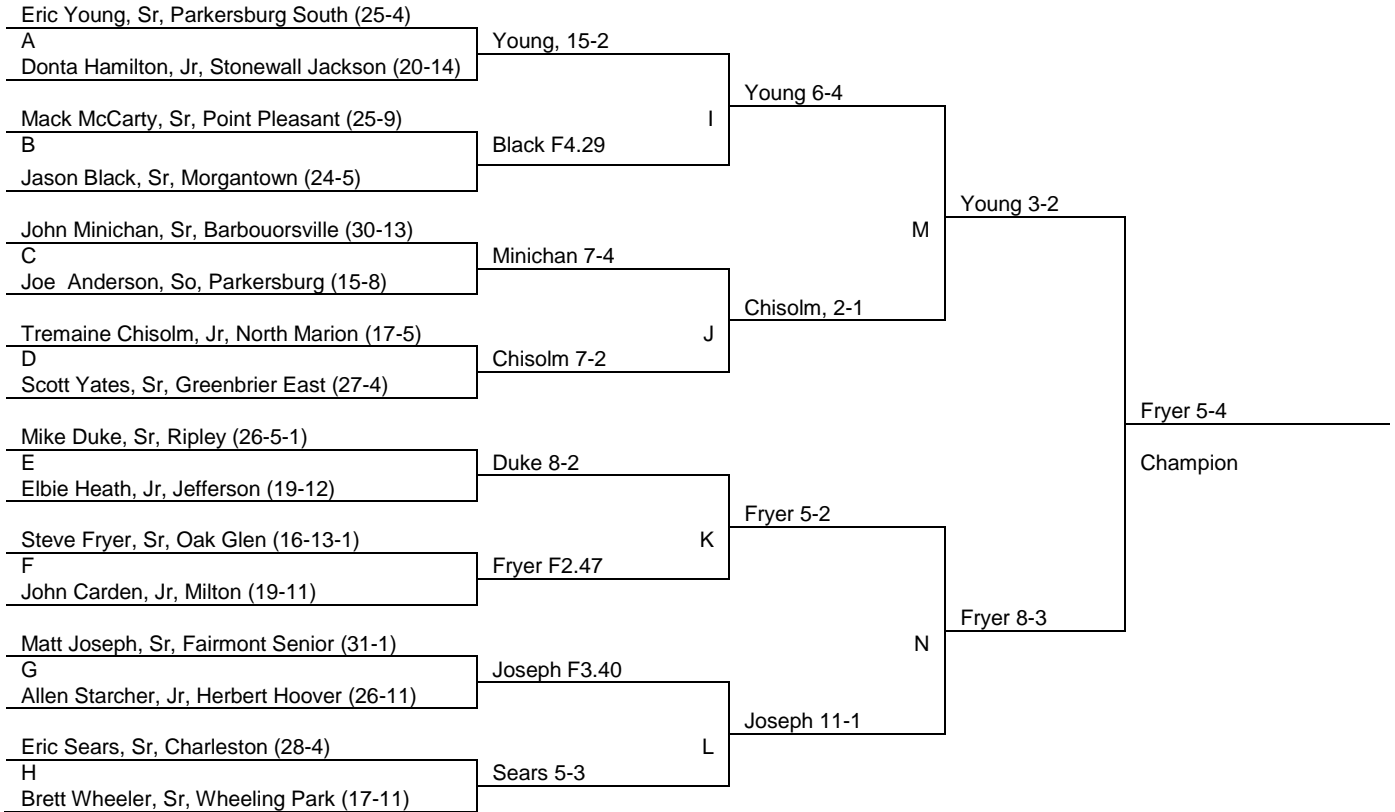 Eric Young, Sr, Parkersburg South (25-4)
A
Donta Hamilton, Jr, Stonewall Jackson (20-14)
Young, 15-2
Mack McCarty, Sr, Point Pleasant (25-9)
B
Jason Black, Sr, Morgantown (24-5)
Black F4.29
I
Young 6-4
John Minichan, Sr, Barbouorsville (30-13)
C
Joe  Anderson, So, Parkersburg (15-8)
Minichan 7-4
Tremaine Chisolm, Jr, North Marion (17-5)
D
Scott Yates, Sr, Greenbrier East (27-4)
Chisolm 7-2
J
Chisolm, 2-1
M
Young 3-2
Mike Duke, Sr, Ripley (26-5-1)
E
Elbie Heath, Jr, Jefferson (19-12)
Duke 8-2
Steve Fryer, Sr, Oak Glen (16-13-1)
F
John Carden, Jr, Milton (19-11)
Fryer F2.47
K
Fryer 5-2
Matt Joseph, Sr, Fairmont Senior (31-1)
G
Allen Starcher, Jr, Herbert Hoover (26-11)
Joseph F3.40
Eric Sears, Sr, Charleston (28-4)
H
Brett Wheeler, Sr, Wheeling Park (17-11)
Sears 5-3
L
Joseph 11-1
N
Fryer 8-3
Fryer 5-4
Champion